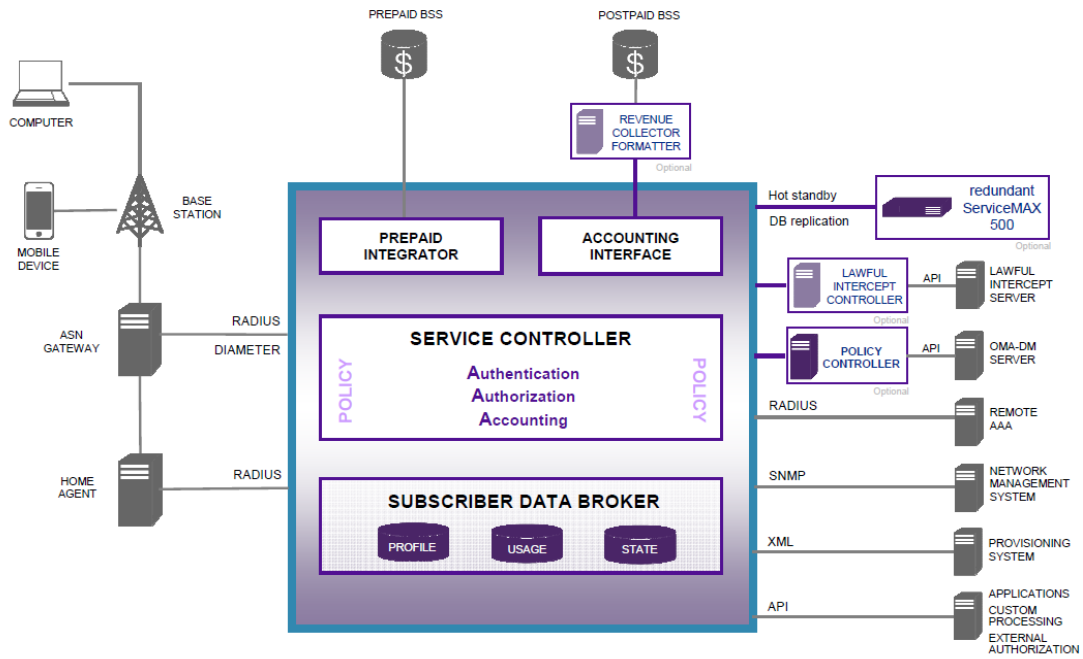 PREPAID BSS
POSTPAID BSS
$
$
COMPUTER
REVENUE
COLLECTOR
FORMATTER
Optional
BASE
STATION
MOBILE
DEVICE
Hot standby
DB replication
redundant
ServiceMAX
500
Optional
PREPAID
INTEGRATOR
ACCOUNTING
INTERFACE
LAWFUL
INTERCEPT
CONTROLLER
Optional
API
LAWFUL
INTERCEPT
SERVER
ASN
GATEWAY
RADIUS
DIAMETER
SERVICE CONTROLLER
POLICY
Authentication
Authorization
Accounting
POLICY
POLICY
CONTROLLER
Optional
API
OMA-DM
SERVER
RADIUS
REMOTE
AAA
HOME
AGENT
RADIUS
SUBSCRIBER DATA BROKER
PROFILE
USAGE
STATE
SNMP
NETWORK
MANAGEMENT
SYSTEM
XML
PROVISIONING
SYSTEM
API
APPLICATIONS
CUSTOM
PROCESSING
EXTERNAL
AUTHORIZATION